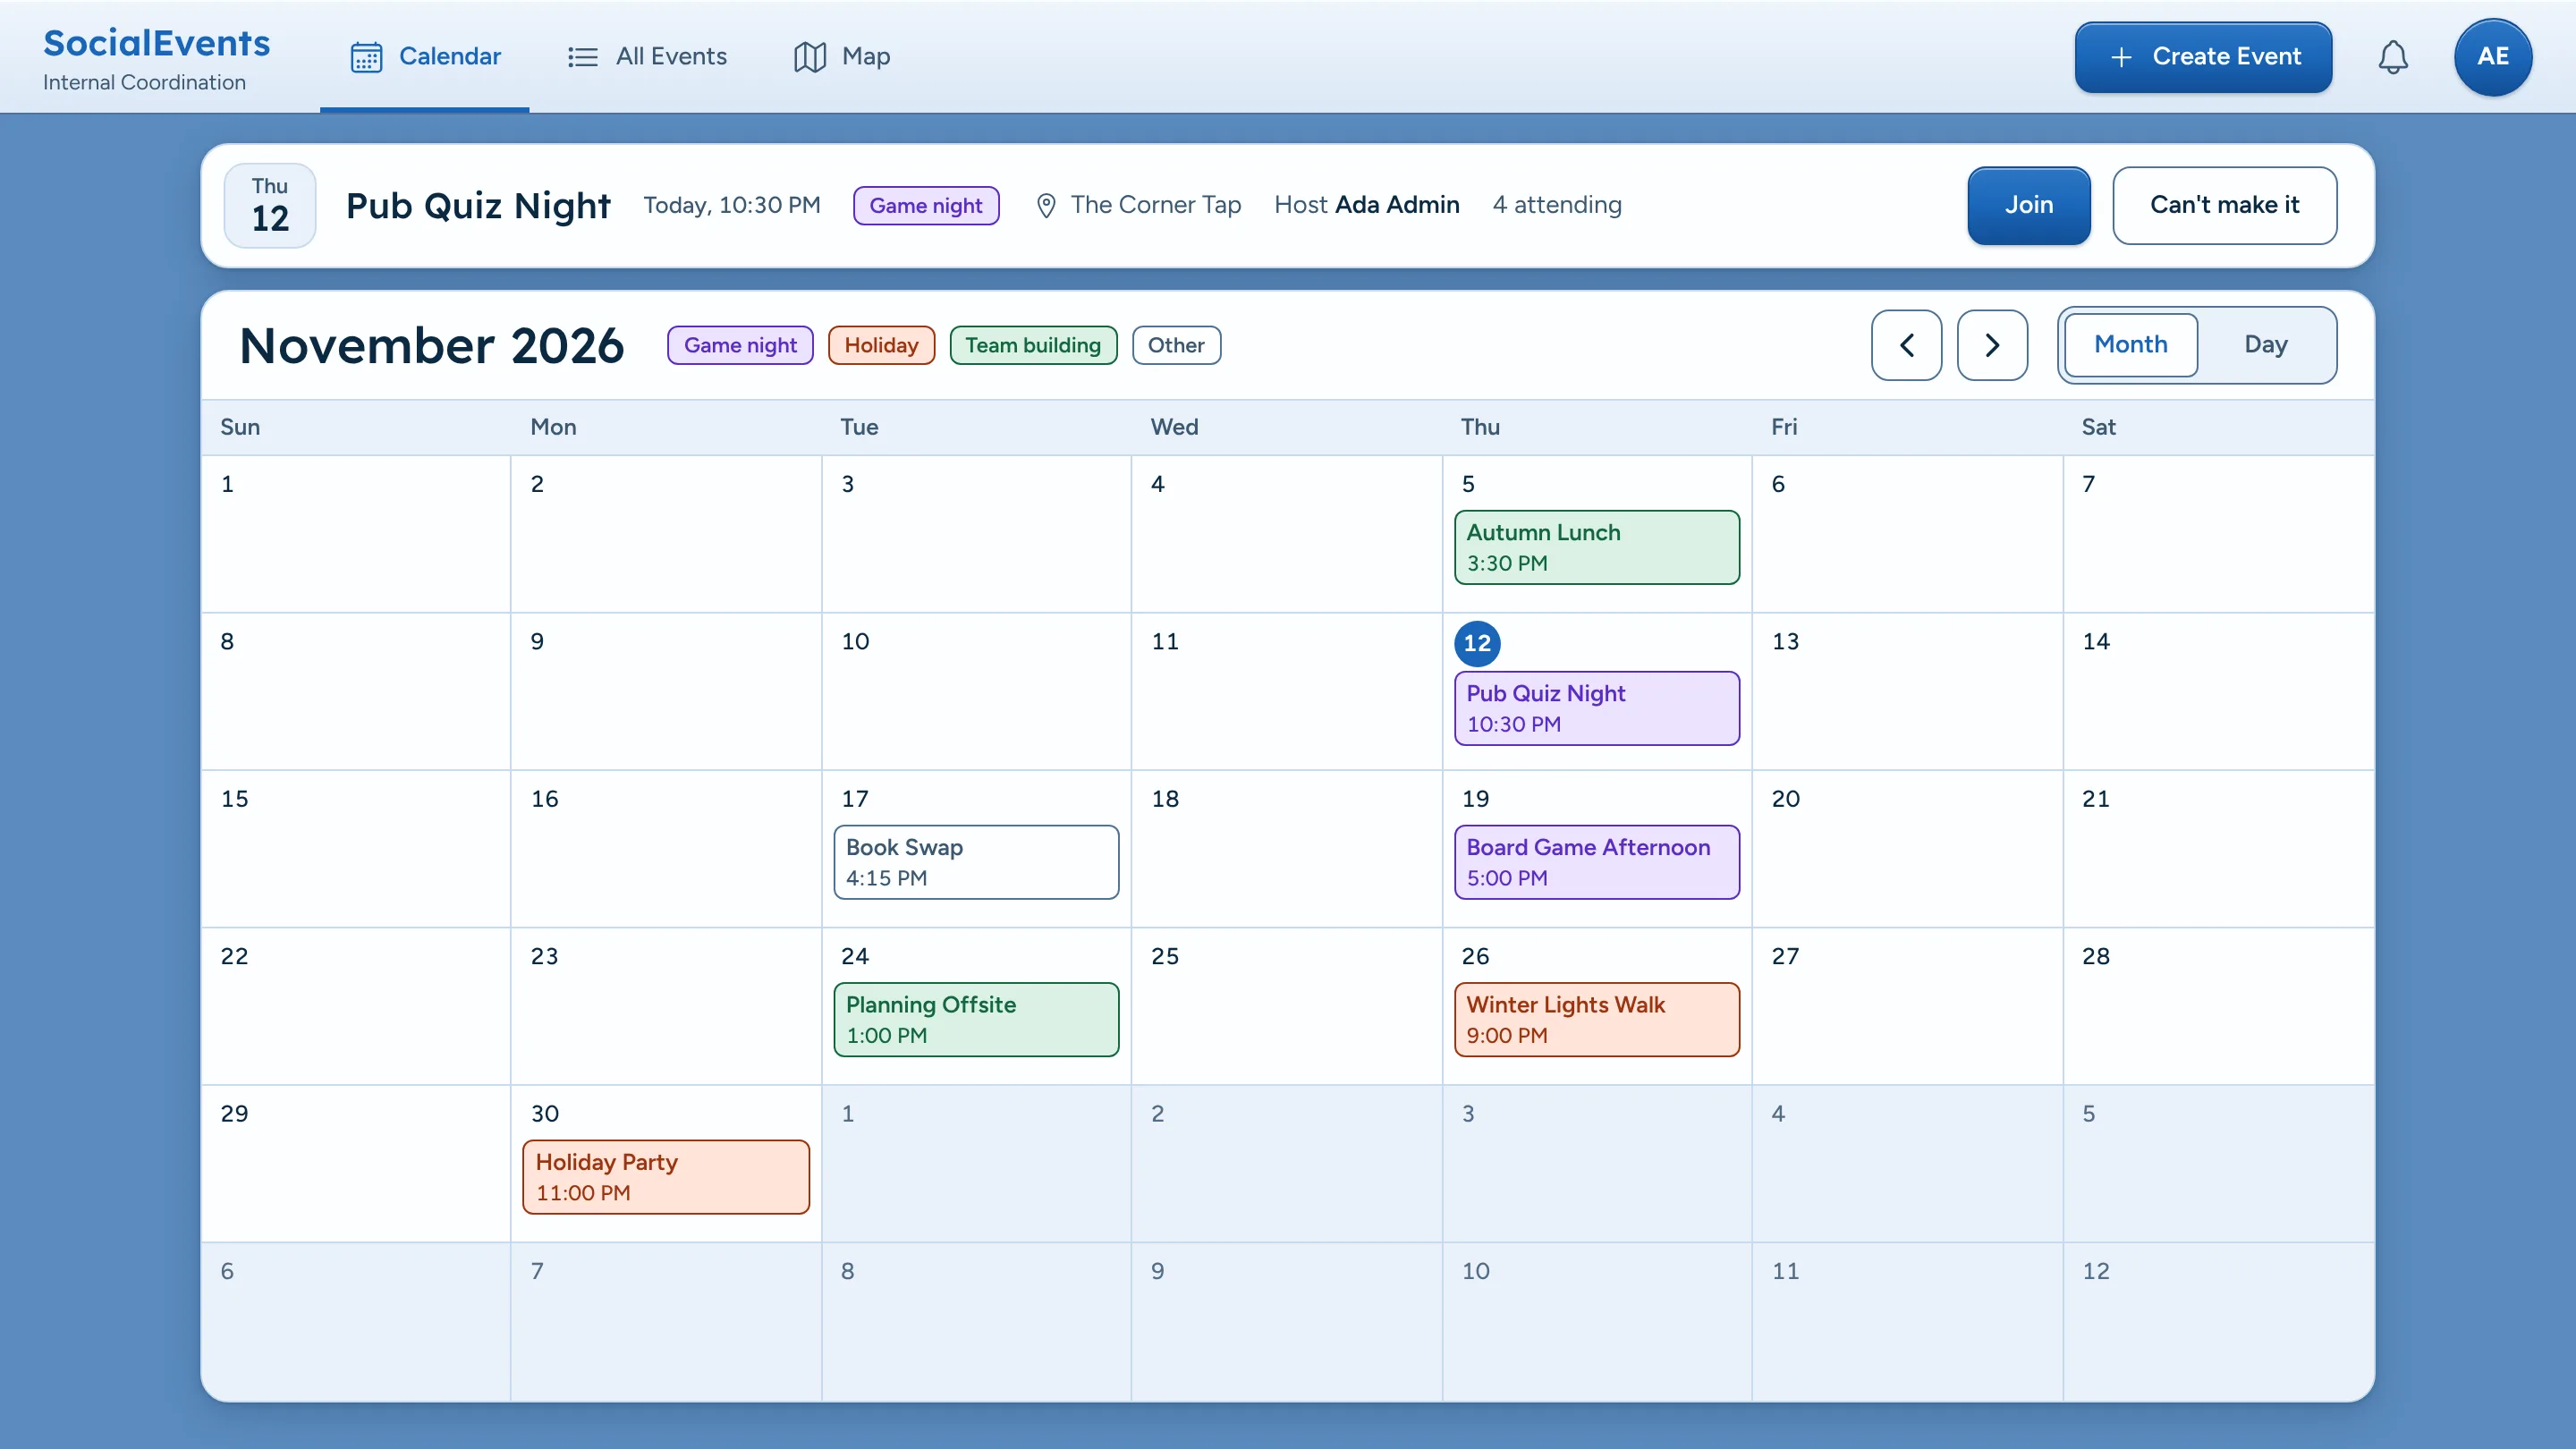 SocialEvents
Internal Coordination
Calendar
All Events
Map
Create Event
AE
Thu
12
Pub Quiz Night
Today, 10:30 PM
Game night
The Corner Tap
Host Ada Admin
4 attending
Join
Can't make it
November 2026
Game night
Holiday
Team building
Other
Month
Day
Sun Mon Tue Wed Thu Fri Sat
1 2 3 4 5 6 7
Autumn Lunch
3:30 PM
8 9 10 11 12 13 14
Pub Quiz Night
10:30 PM
15 16 17 18 19 20 21
Book Swap
4:15 PM
Board Game Afternoon
5:00 PM
22 23 24 25 26 27 28
Planning Offsite
1:00 PM
Winter Lights Walk
9:00 PM
29 30 1 2 3 4 5
Holiday Party
11:00 PM
6 7 8 9 10 11 12